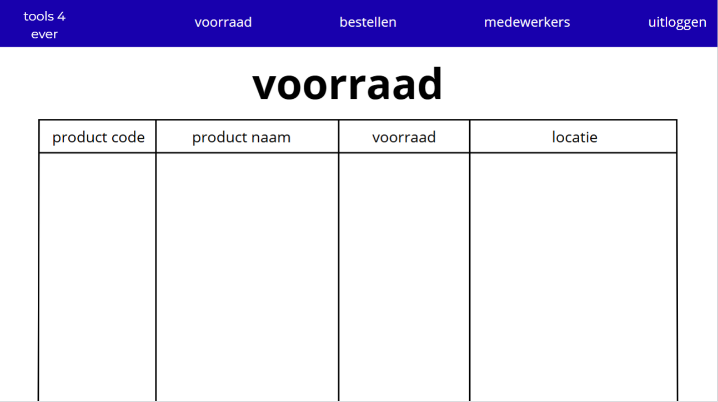 tools 4
ever
voorraad
bestellen
medewerkers
uitloggen
voorraad
product code
product naam
voorraad
locatie